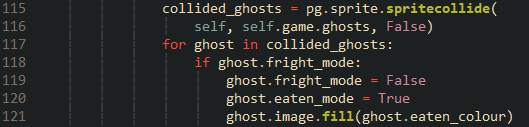 115 collided_ghosts = pg.sprite.spritecollide(
116 self, self.game.ghosts, False)
117 for ghost in collided_ghosts:
118 if ghost.fright_mode:
119 ghost.fright_mode = False
120 ghost.eaten_mode = True
121 ghost.image.fill(ghost.eaten_colour)